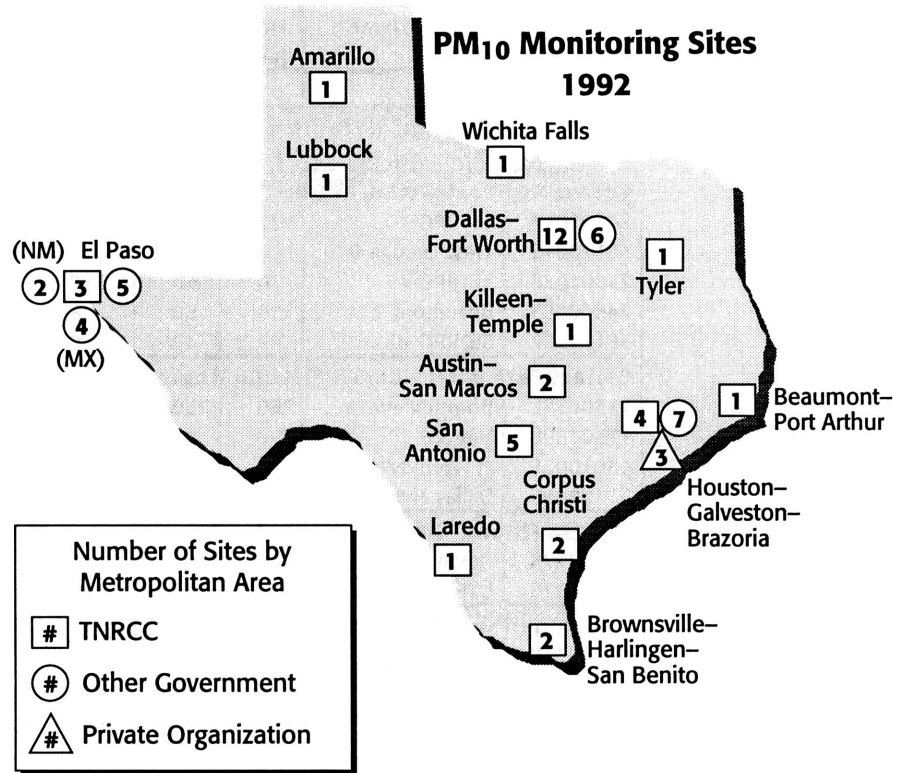 PM10 Monitoring Sites
1992
Amarillo
1
Lubbock
1
Wichita Falls
1
Dallas–
Fort Worth
12
6
1
Tyler
(NM) El Paso
2 3 5
4
(MX)
Killeen–
Temple
1
Austin–
San Marcos
2
San
Antonio
5
4 7
3
Houston–
Galveston–
Brazoria
1
Beaumont–
Port Arthur
Corpus
Christi
2
Laredo
1
2
Brownsville–
Harlingen–
San Benito
Number of Sites by
Metropolitan Area
# TNRCC
# Other Government
# Private Organization